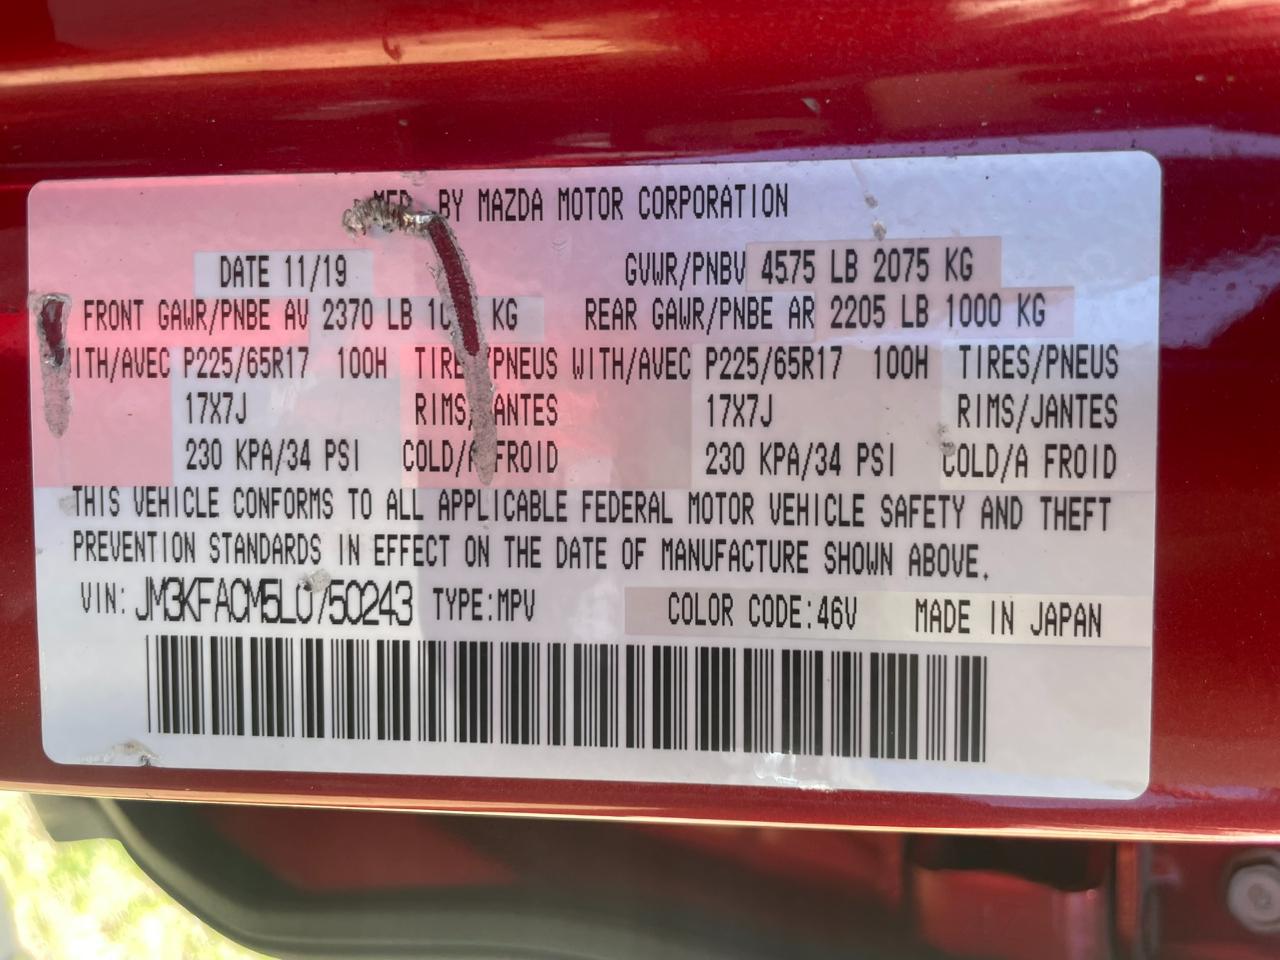 MFD. BY MAZDA MOTOR CORPORATION
DATE 11/19 GVWR/PNBV 4575 LB 2075 KG
FRONT GAWR/PNBE AV 2370 LB KG REAR GAWR/PNBE AR 2205 LB 1000 KG
WITH/AVEC P225/65R17 100H TIRES/PNEUS WITH/AVEC P225/65R17 100H TIRES/PNEUS
17X7J RIMS/JANTES 17X7J RIMS/JANTES
230 KPA/34 PSI COLD/A FROID 230 KPA/34 PSI COLD/A FROID
THIS VEHICLE CONFORMS TO ALL APPLICABLE FEDERAL MOTOR VEHICLE SAFETY AND THEFT
PREVENTION STANDARDS IN EFFECT ON THE DATE OF MANUFACTURE SHOWN ABOVE.
VIN: JM3KFACM5L0750243 TYPE:MPV COLOR CODE:46V MADE IN JAPAN